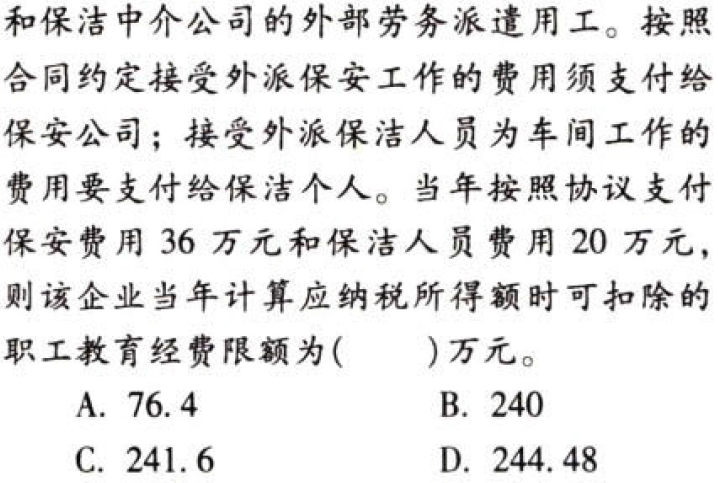 和保洁中介公司的外部劳务派遣用工。按照
合同约定接受外派保安工作的费用须支付给
保安公司；接受外派保洁人员为车间工作的
费用要支付给保洁个人。当年按照协议支付
保安费用 36 万元和保洁人员费用 20 万元，
则该企业当年计算应纳税所得额时可扣除的
职工教育经费限额为(　　)万元。
A. 76.4　　B. 240
C. 241.6　　D. 244.48